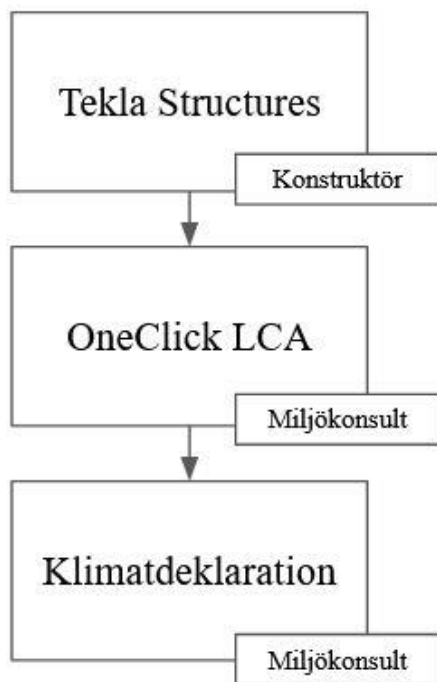 Tekla Structures
Konstruktör
OneClick LCA
Miljökonsult
Klimatdeklaration
Miljökonsult